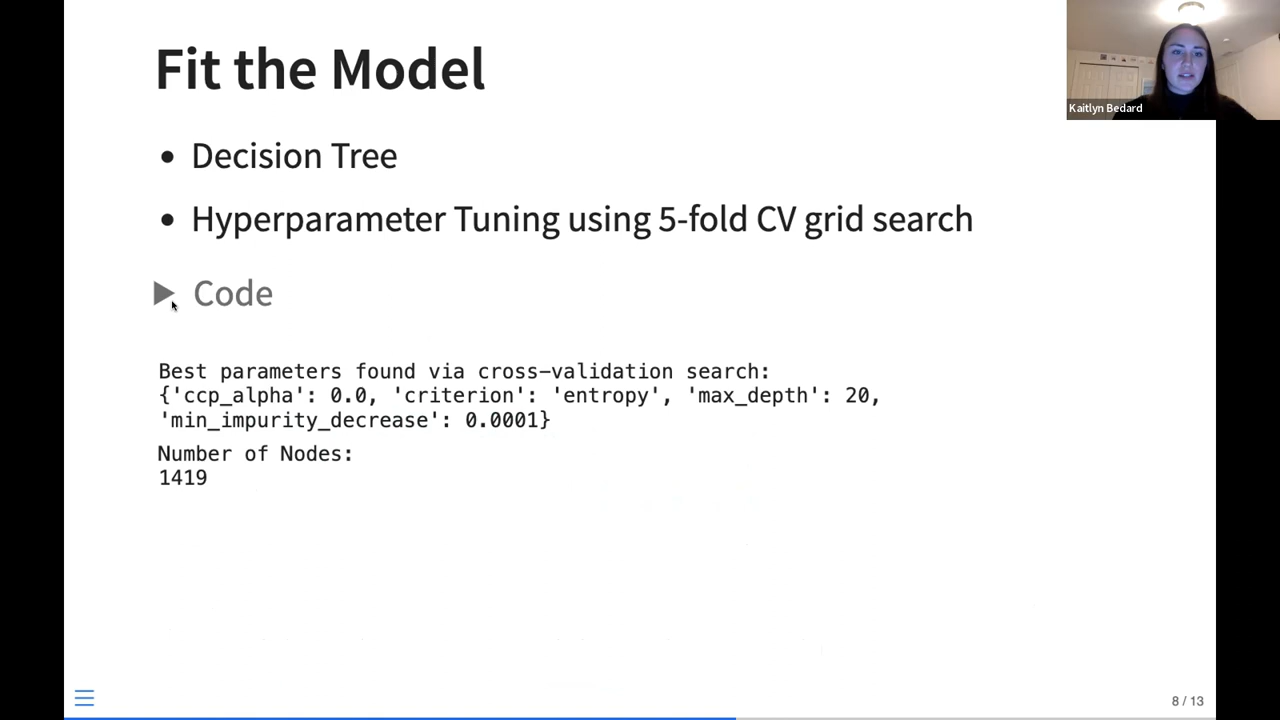 Fit the Model
Kaitlyn Bedard
• Decision Tree
• Hyperparameter Tuning using 5-fold CV grid search
▶ Code
Best parameters found via cross-validation search:
{'ccp_alpha': 0.0, 'criterion': 'entropy', 'max_depth': 20,
'min_impurity_decrease': 0.0001}
Number of Nodes:
1419
8 / 13